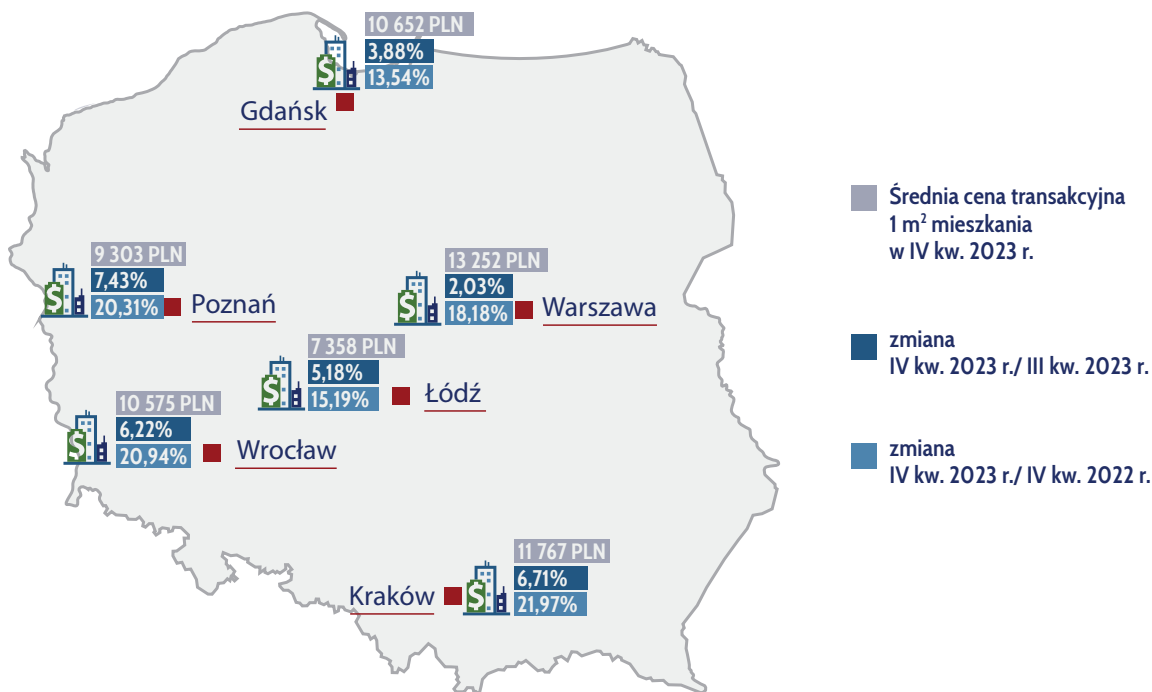 10 652 PLN
3,88%
13,54%
Gdańsk
9 303 PLN
7,43%
20,31%
Poznań
13 252 PLN
2,03%
18,18%
Warszawa
7 358 PLN
5,18%
15,19%
Łódź
10 575 PLN
6,22%
20,94%
Wrocław
11 767 PLN
6,71%
21,97%
Kraków
Średnia cena transakcyjna
1 m² mieszkania
w IV kw. 2023 r.
zmiana
IV kw. 2023 r./ III kw. 2023 r.
zmiana
IV kw. 2023 r./ IV kw. 2022 r.